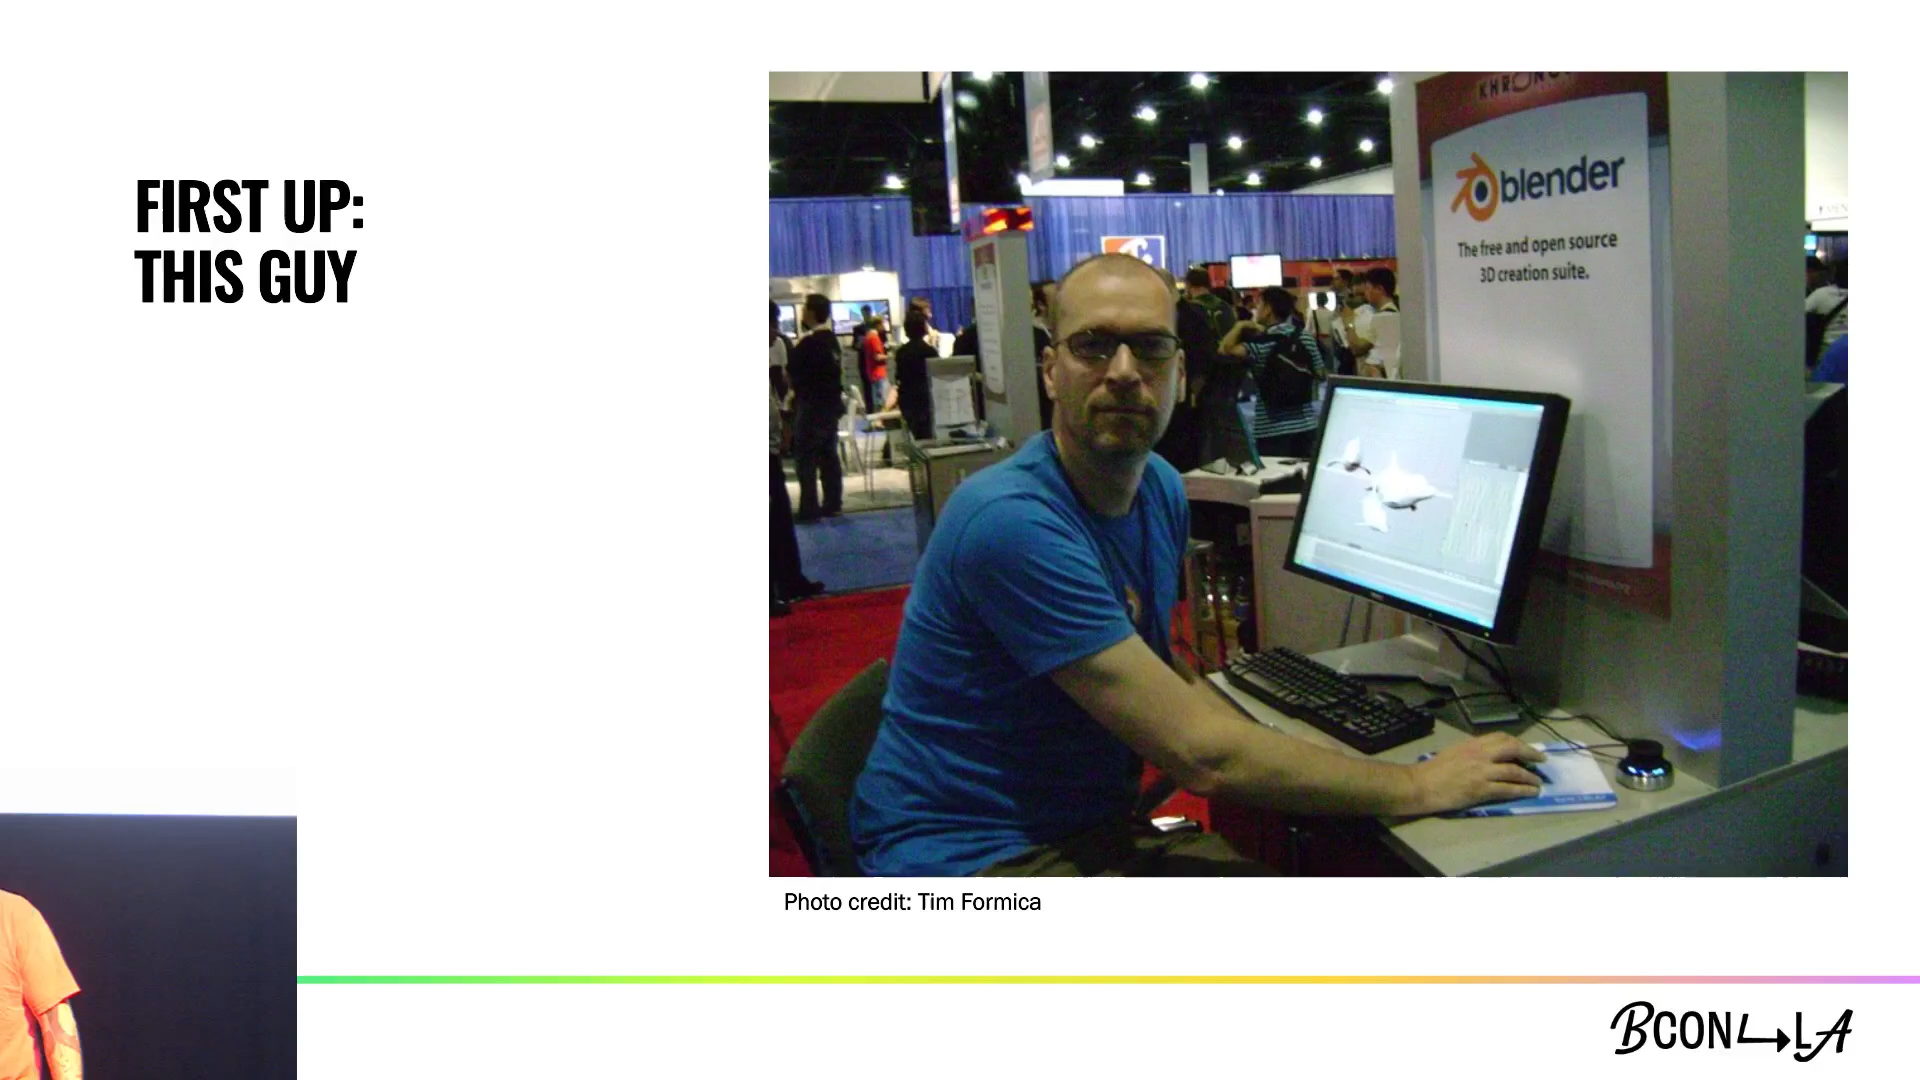 FIRST UP:
THIS GUY
KHRONOS
blender
The free and open source
3D creation suite.
Photo credit: Tim Formica
BCON LA